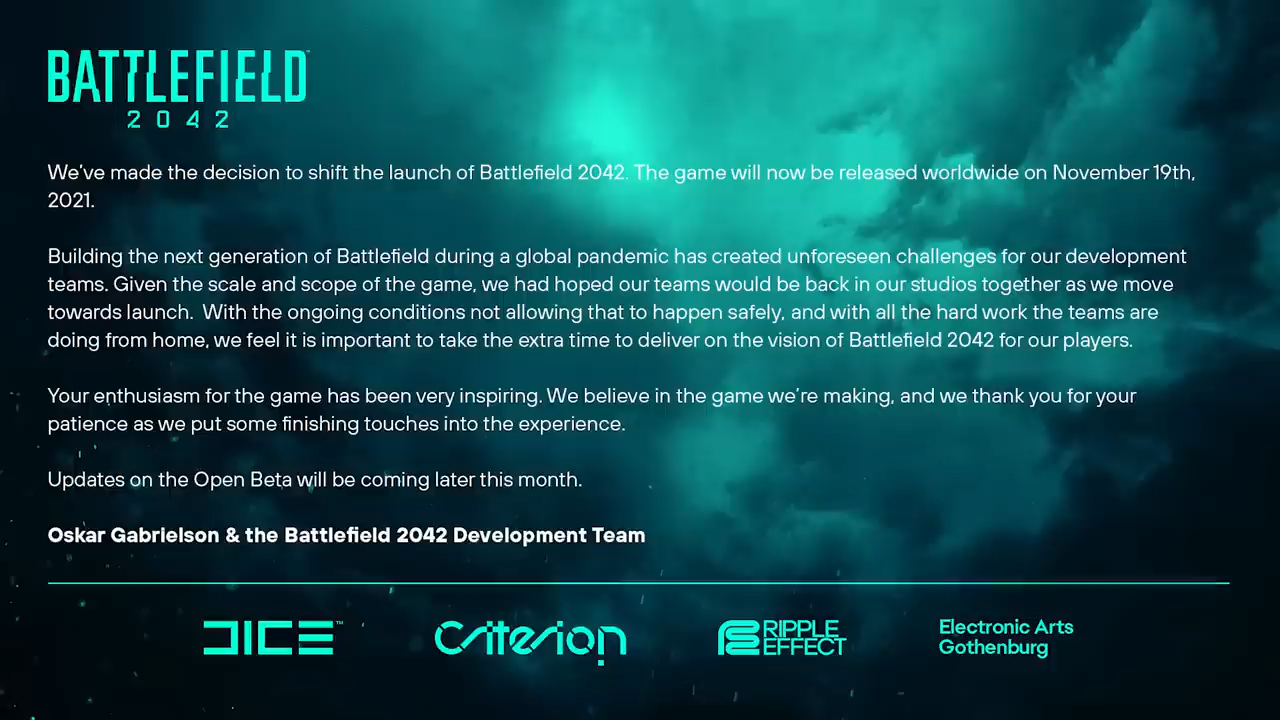 BATTLEFIELD™
2042
We've made the decision to shift the launch of Battlefield 2042. The game will now be released worldwide on November 19th,
2021.
Building the next generation of Battlefield during a global pandemic has created unforeseen challenges for our development
teams. Given the scale and scope of the game, we had hoped our teams would be back in our studios together as we move
towards launch.  With the ongoing conditions not allowing that to happen safely, and with all the hard work the teams are
doing from home, we feel it is important to take the extra time to deliver on the vision of Battlefield 2042 for our players.
Your enthusiasm for the game has been very inspiring. We believe in the game we're making, and we thank you for your
patience as we put some finishing touches into the experience.
Updates on the Open Beta will be coming later this month.
Oskar Gabrielson & the Battlefield 2042 Development Team
DICE™
Criterion
RIPPLE
EFFECT
Electronic Arts
Gothenburg